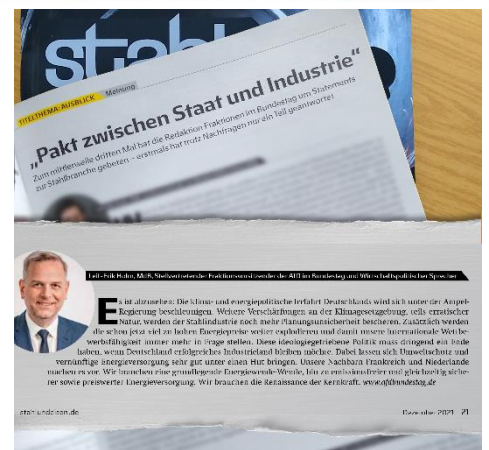 stahl
TITELTHEMA: AUSBLICK Meinung
„Pakt zwischen Staat und Industrie“
Zum mittlerweile dritten Mal hat die Redaktion Fraktionen im Bundestag um Statements
zur Stahlbranche gebeten – erstmals hat trotz Nachfragen nur ein Teil geantwortet
Leif-Erik Holm, MdB, Stellvertretender Fraktionsvorsitzender der AfD im Bundestag und Wirtschaftspolitischer Sprecher
Es ist abzusehen: Die klima- und energiepolitische Irrfahrt Deutschlands wird sich unter der Ampel-
Regierung beschleunigen. Weitere Verschärfungen an der Klimagesetzgebung, teils erratischer
Natur, werden der Stahlindustrie noch mehr Planungsunsicherheit bescheren. Zusätzlich werden
die schon jetzt viel zu hohen Energiepreise weiter explodieren und damit unsere internationale Wettbe-
werbsfähigkeit immer mehr in Frage stellen. Diese ideologiegetriebene Politik muss dringend ein Ende
haben, wenn Deutschland erfolgreiches Industrieland bleiben möchte. Dabei lassen sich Umweltschutz und
vernünftige Energieversorgung sehr gut unter einen Hut bringen. Unsere Nachbarn Frankreich und Niederlande
machen es vor. Wir brauchen eine grundlegende Energiewende-Wende, hin zu emissionsfreier und gleichzeitig siche-
rer sowie preiswerter Energieversorgung. Wir brauchen die Renaissance der Kernkraft. www.afdbundestag.de
stahlundeisen.de Dezember 2021 21